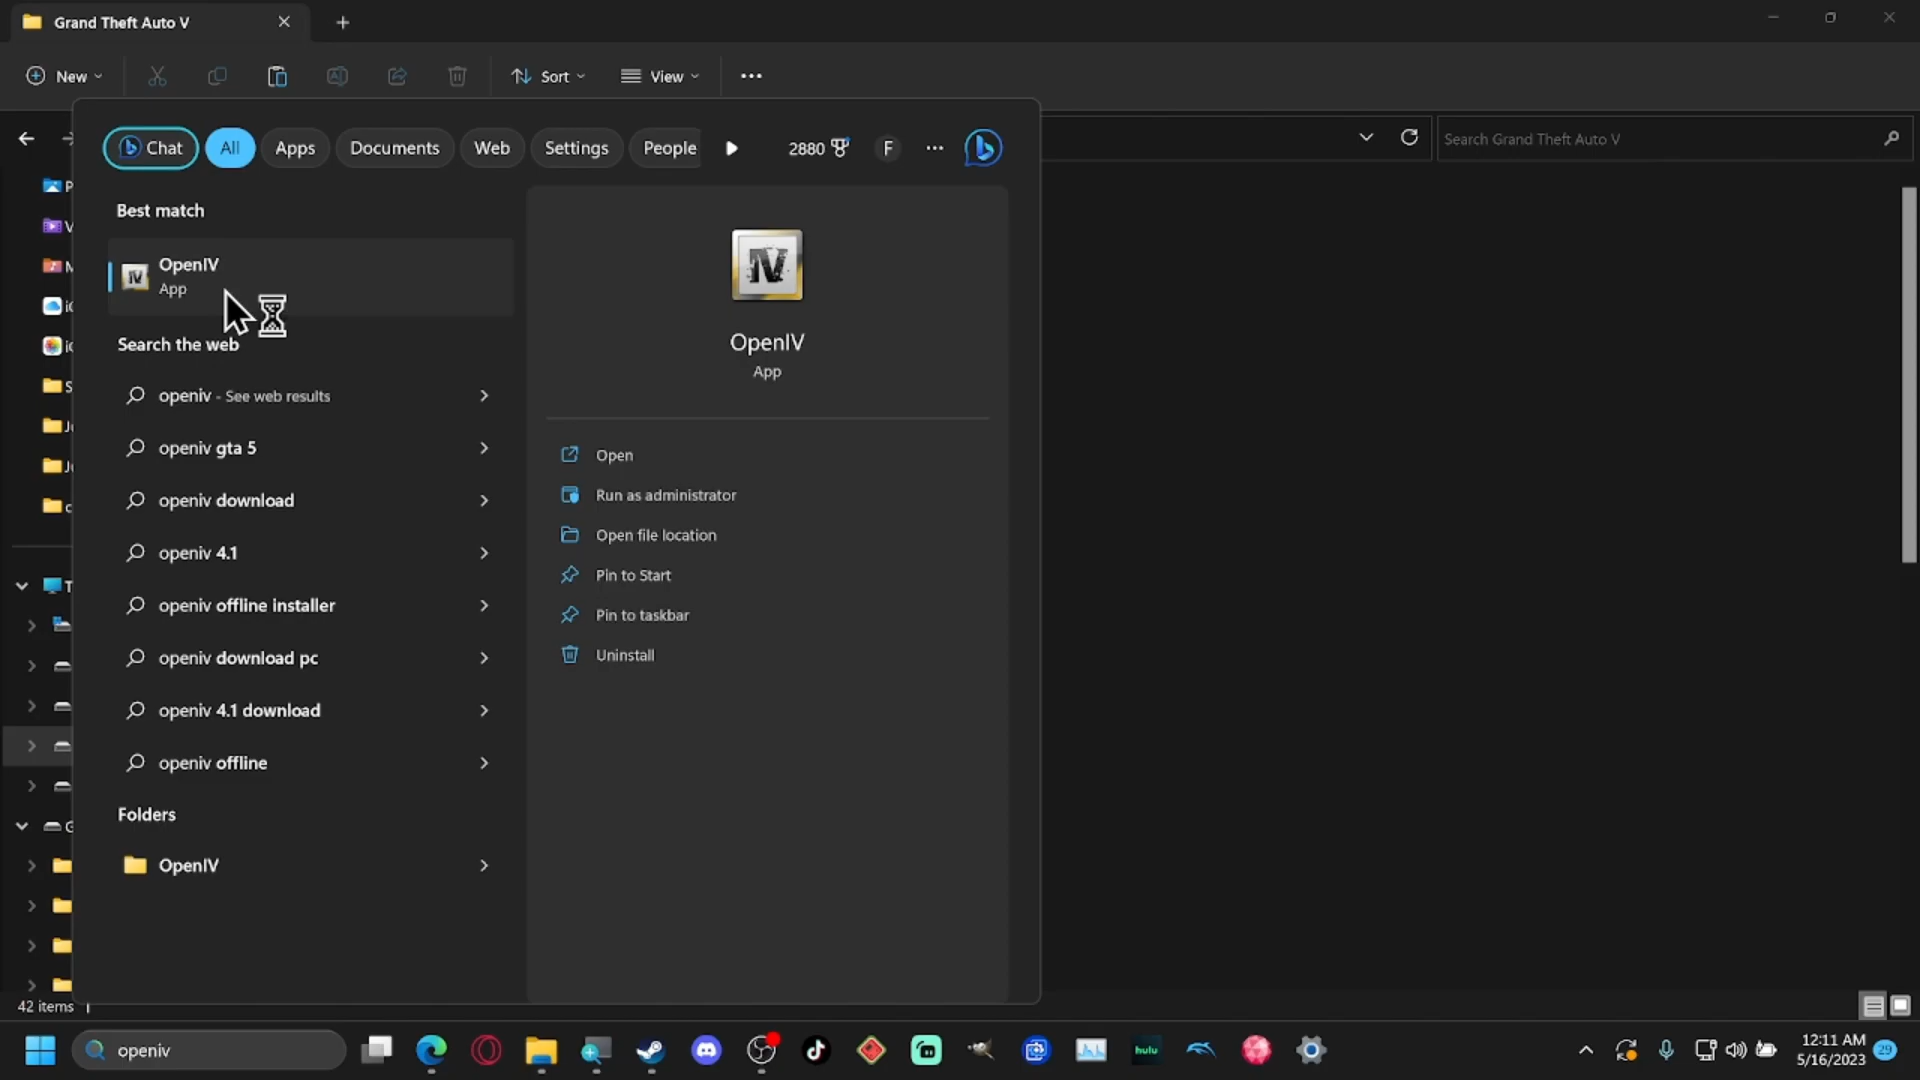 Grand Theft Auto V
New
Sort
View
Chat
All
Apps
Documents
Web
Settings
People
2880
F
Search Grand Theft Auto V
Best match
OpenIV
App
Search the web
openiv - See web results
openiv gta 5
openiv download
openiv 4.1
openiv offline installer
openiv download pc
openiv 4.1 download
openiv offline
Folders
OpenIV
IV
OpenIV
App
Open
Run as administrator
Open file location
Pin to Start
Pin to taskbar
Uninstall
42 items
openiv
hulu
12:11 AM
5/16/2023
29